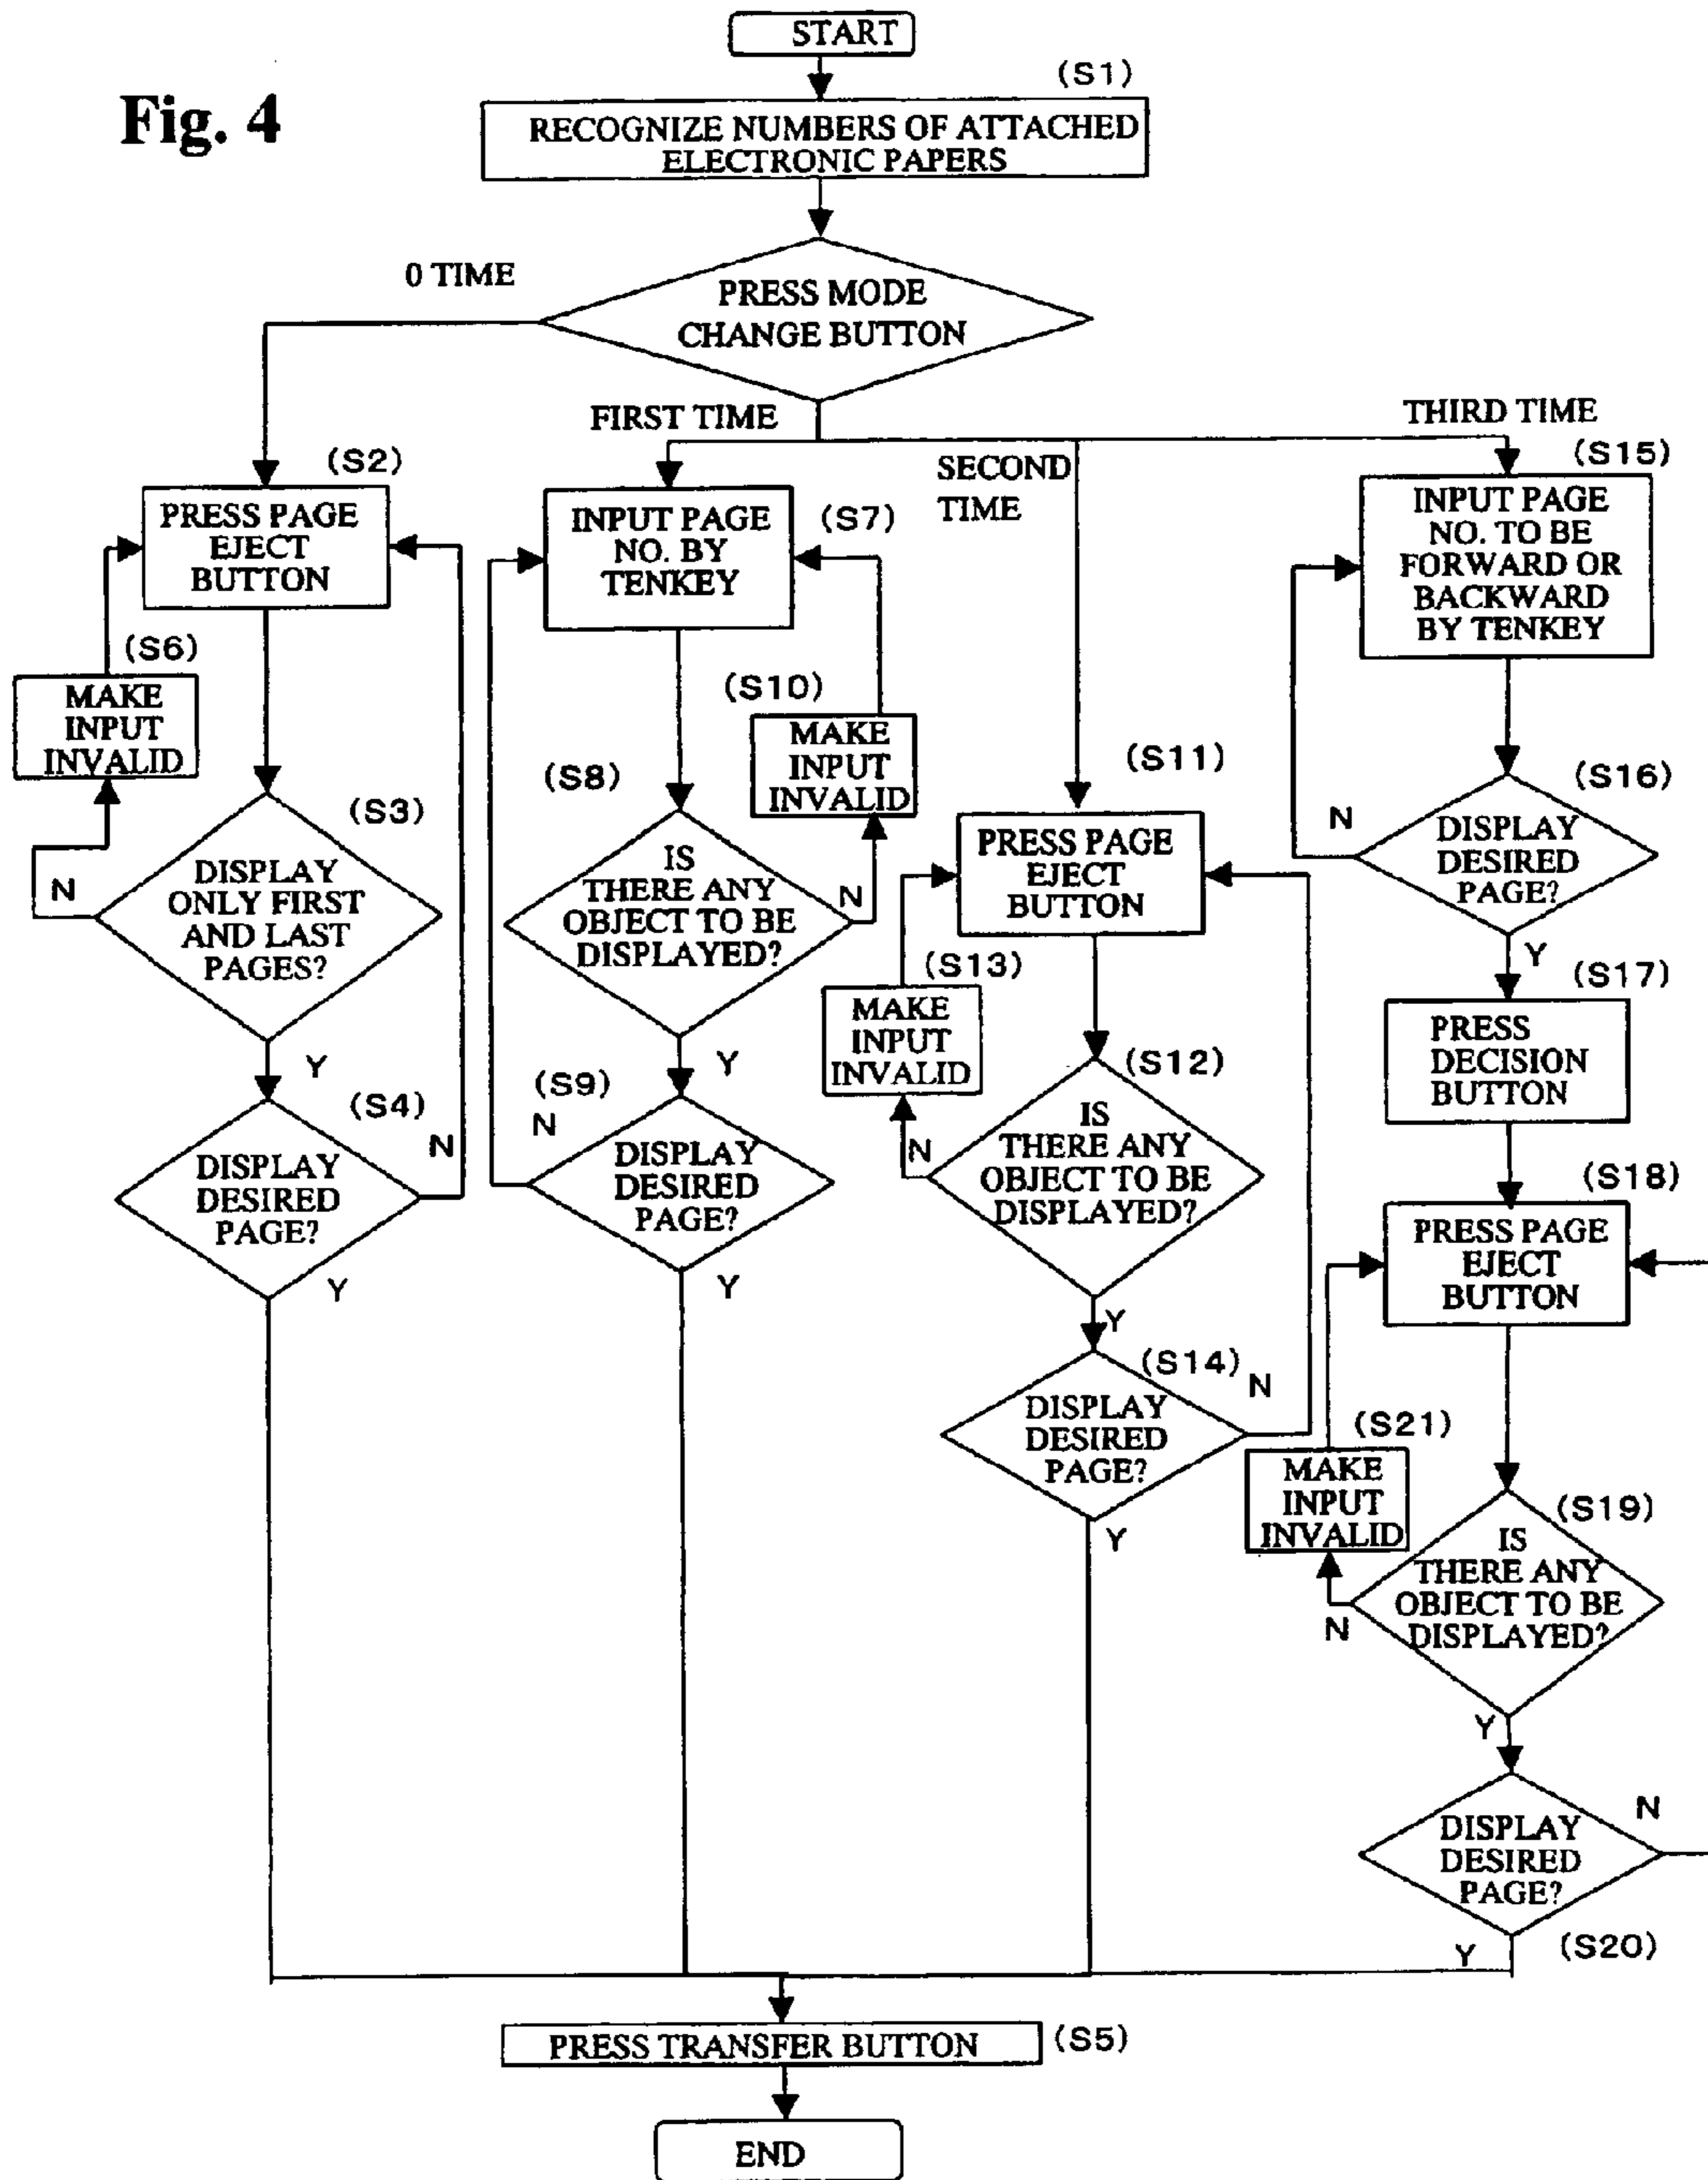 Fig. 4
START
(S1)
RECOGNIZE NUMBERS OF ATTACHED
ELECTRONIC PAPERS
0 TIME
PRESS MODE
CHANGE BUTTON
FIRST TIME
SECOND
TIME
THIRD TIME
(S2)
PRESS PAGE
EJECT
BUTTON
(S6)
MAKE
INPUT
INVALID
(S3)
N
DISPLAY
ONLY FIRST
AND LAST
PAGES?
Y
(S4)
N
DISPLAY
DESIRED
PAGE?
Y
(S7)
INPUT PAGE
NO. BY
TENKEY
(S10)
MAKE
INPUT
INVALID
(S8)
IS
THERE ANY
OBJECT TO BE
DISPLAYED?
N
Y
(S9)
N
DISPLAY
DESIRED
PAGE?
Y
(S11)
PRESS PAGE
EJECT
BUTTON
(S13)
MAKE
INPUT
INVALID
(S12)
N
IS
THERE ANY
OBJECT TO BE
DISPLAYED?
Y
(S14)
N
DISPLAY
DESIRED
PAGE?
Y
(S15)
INPUT PAGE
NO. TO BE
FORWARD OR
BACKWARD
BY TENKEY
(S16)
N
DISPLAY
DESIRED
PAGE?
Y
(S17)
PRESS
DECISION
BUTTON
(S18)
PRESS PAGE
EJECT
BUTTON
(S21)
MAKE
INPUT
INVALID
(S19)
IS
THERE ANY
OBJECT TO BE
DISPLAYED?
N
Y
N
DISPLAY
DESIRED
PAGE?
Y
(S20)
PRESS TRANSFER BUTTON
(S5)
END